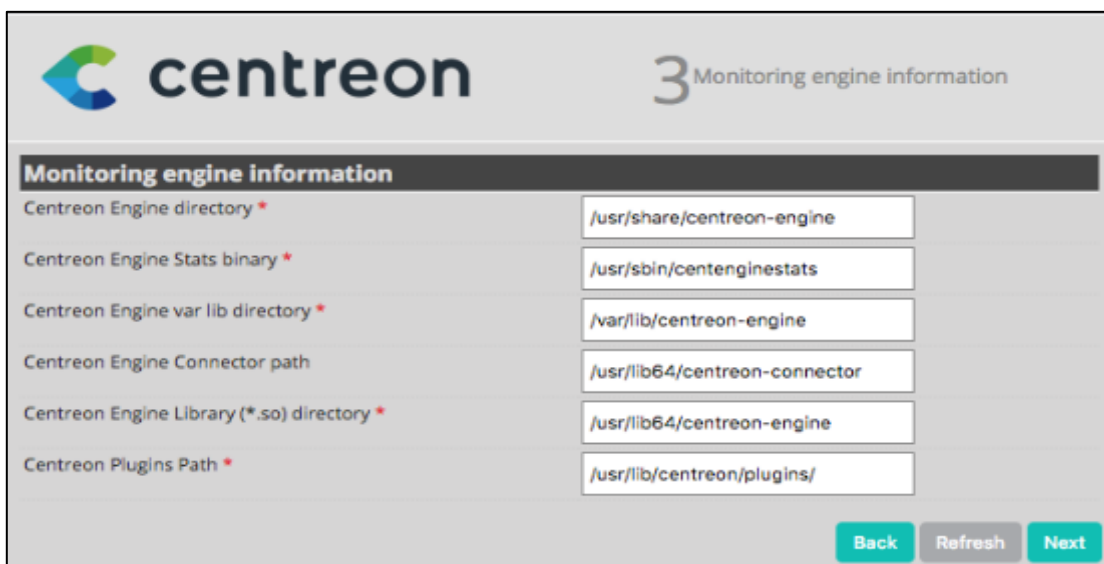 centreon
3 Monitoring engine information
Monitoring engine information
Centreon Engine directory * /usr/share/centreon-engine
Centreon Engine Stats binary * /usr/sbin/centenginestats
Centreon Engine var lib directory * /var/lib/centreon-engine
Centreon Engine Connector path /usr/lib64/centreon-connector
Centreon Engine Library (*.so) directory * /usr/lib64/centreon-engine
Centreon Plugins Path * /usr/lib/centreon/plugins/
Back Refresh Next